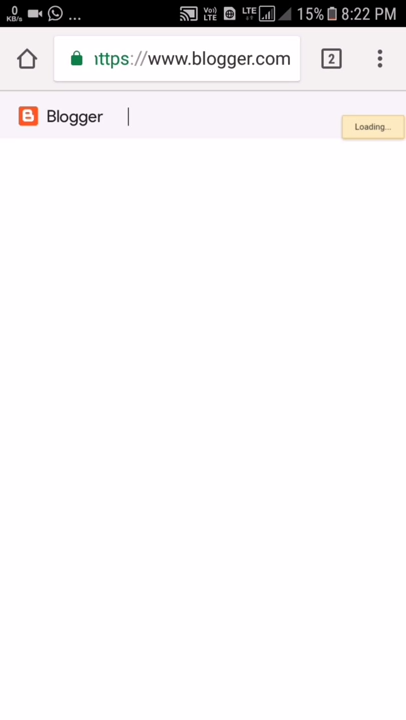 0
KB/s
...
Vo)
LTE
LTE
15%
8:22 PM
https://www.blogger.com
2
Blogger
Loading...